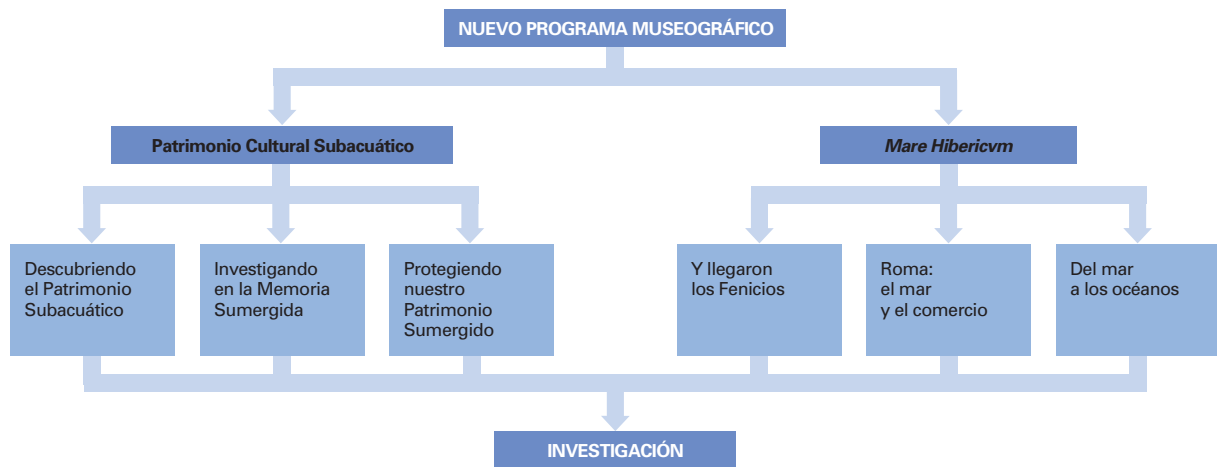 NUEVO PROGRAMA MUSEOGRÁFICO
Patrimonio Cultural Subacuático
Mare Hibericvm
Descubriendo
el Patrimonio
Subacuático
Investigando
en la Memoria
Sumergida
Protegiendo
nuestro
Patrimonio
Sumergido
Y llegaron
los Fenicios
Roma:
el mar
y el comercio
Del mar
a los océanos
INVESTIGACIÓN